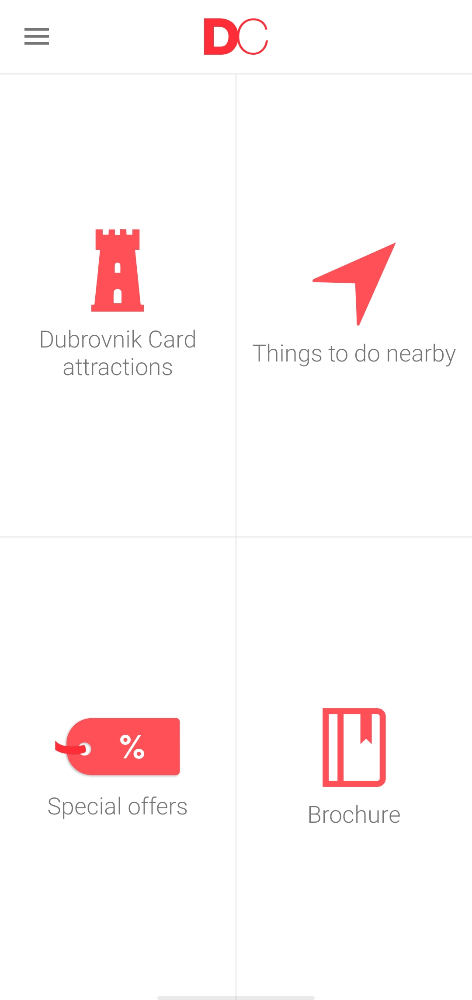 DC
Dubrovnik Card
attractions
Things to do nearby
%
Special offers
Brochure